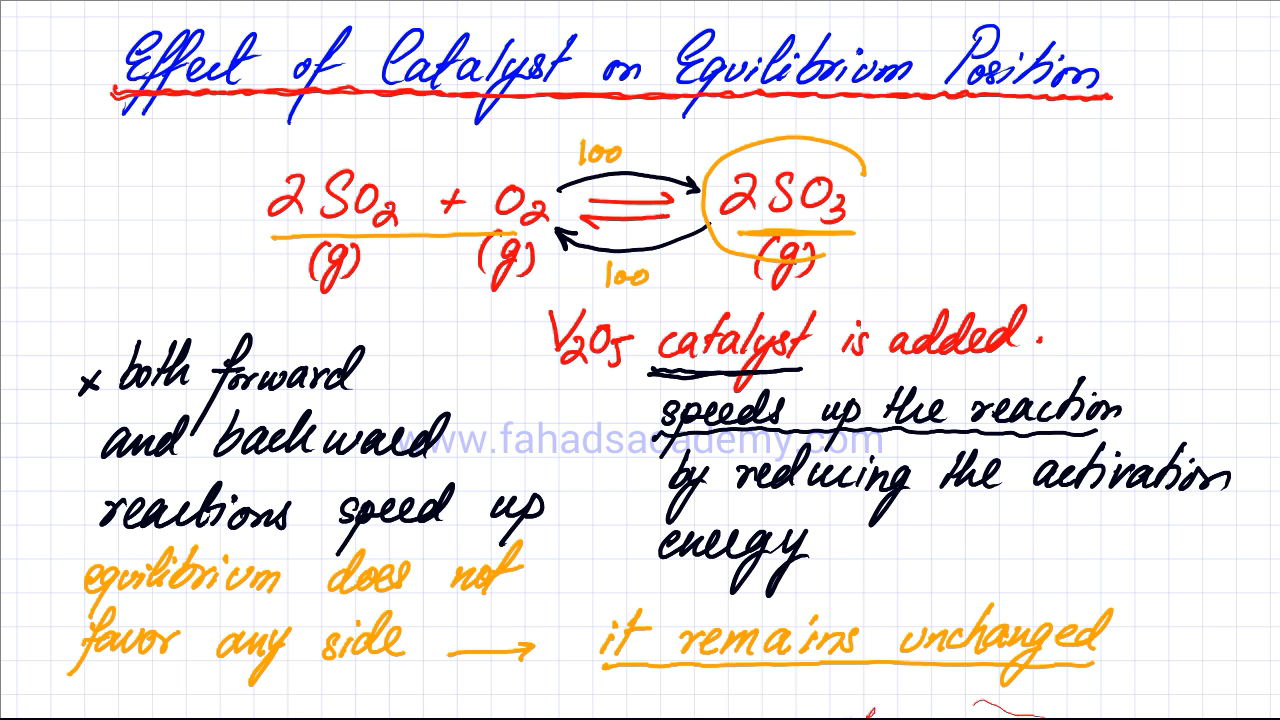 Effect of Catalyst on Equilibrium Position
100
2SO₂ + O₂ ⇌ 2SO₃
(g) (g) (g)
100
V₂O₅ catalyst is added.
x both forward
and backward
reactions speed up
equilibrium does not
favor any side → it remains unchanged
speeds up the reaction
by reducing the activation
energy
www.fahadsacademy.com